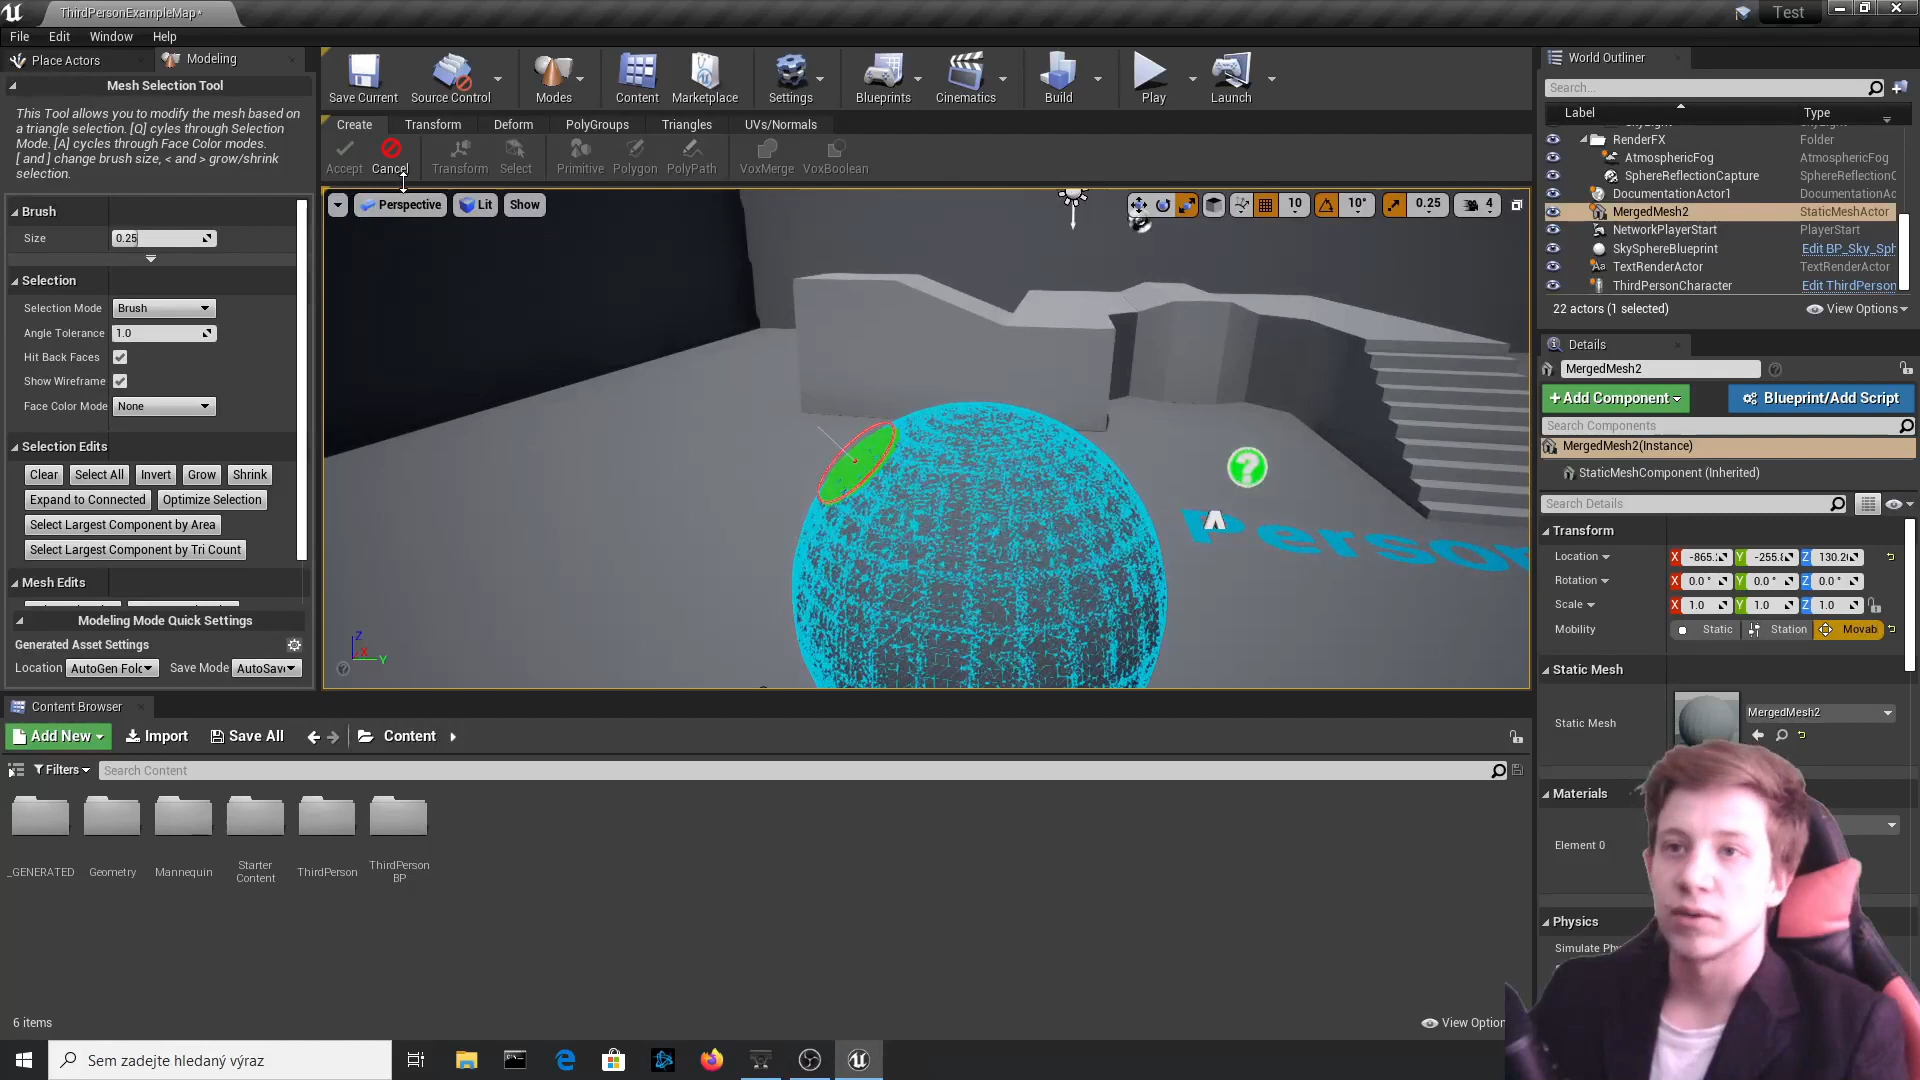 ThirdPersonExampleMap*
Test
File Edit Window Help
Place Actors
Modeling
Mesh Selection Tool
This Tool allows you to modify the mesh based on
a triangle selection. [Q] cyles through Selection
Mode. [A] cycles through Face Color modes.
[ and ] change brush size, < and > grow/shrink
selection.
Brush
Size 0.25
Selection
Selection Mode Brush
Angle Tolerance 1.0
Hit Back Faces
Show Wireframe
Face Color Mode None
Selection Edits
Clear Select All Invert Grow Shrink
Expand to Connected Optimize Selection
Select Largest Component by Area
Select Largest Component by Tri Count
Mesh Edits
Modeling Mode Quick Settings
Generated Asset Settings
Location AutoGen Fold Save Mode AutoSav
Save Current Source Control Modes Content Marketplace Settings Blueprints Cinematics Build Play Launch
Create Transform Deform PolyGroups Triangles UVs/Normals
Accept Cancel Transform Select Primitive Polygon PolyPath VoxMerge VoxBoolean
Perspective Lit Show
10 10° 0.25 4
Person
Z X Y
World Outliner
Search...
Label Type
RenderFX Folder
AtmosphericFog AtmosphericFog
SphereReflectionCapture SphereReflectionC
DocumentationActor1 DocumentationAc
MergedMesh2 StaticMeshActor
NetworkPlayerStart PlayerStart
SkySphereBlueprint Edit BP_Sky_Sph
TextRenderActor TextRenderActor
ThirdPersonCharacter Edit ThirdPerson
22 actors (1 selected) View Options
Details
MergedMesh2
+Add Component Blueprint/Add Script
Search Components
MergedMesh2(Instance)
StaticMeshComponent (Inherited)
Search Details
Transform
Location X -865. Y -255. Z 130.2
Rotation X 0.0 ° Y 0.0 ° Z 0.0 °
Scale X 1.0 Y 1.0 Z 1.0
Mobility Static Station Movab
Static Mesh
Static Mesh MergedMesh2
Materials
Element 0
Physics
Simulate Phy
Content Browser
Add New Import Save All Content
Filters Search Content
_GENERATED Geometry Mannequin Starter Content ThirdPerson ThirdPerson BP
6 items
View Option
Sem zadejte hledaný výraz